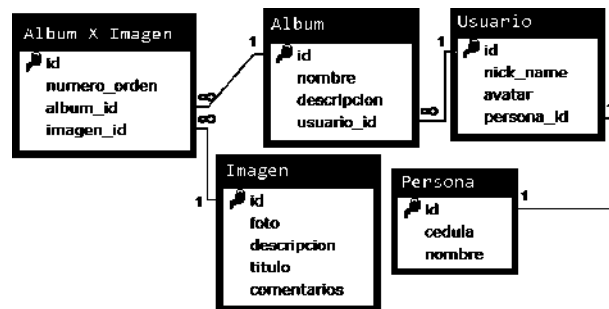 Album X Imagen
id
numero_orden
album_id
imagen_id
Album
id
nombre
descripcion
usuario_id
Usuario
id
nick_name
avatar
persona_id
Imagen
id
foto
descripcion
titulo
comentarios
Persona
id
cedula
nombre
1
∞
1
∞
∞
1
1